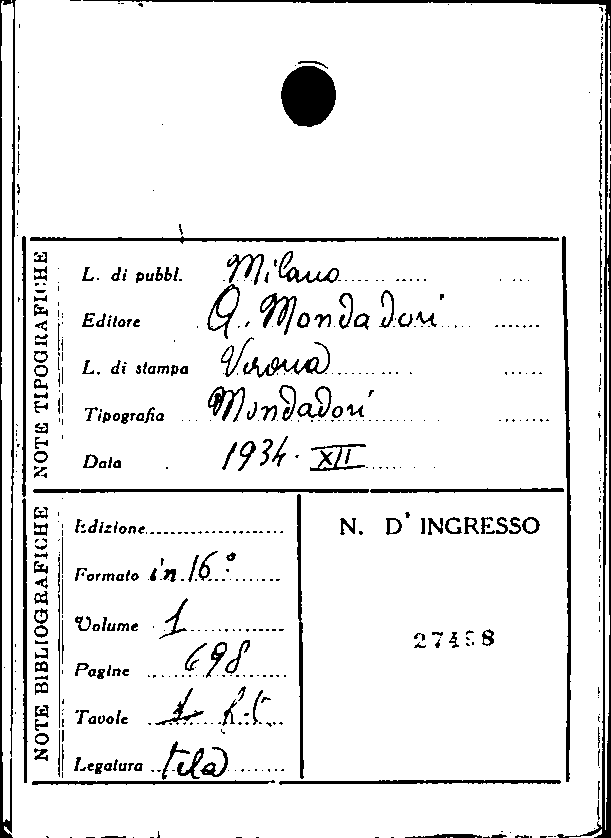 NOTE TIPOGRAFICHE
L. di pubbl. Milano
Editore A. Mondadori
L. di stampa Verona
Tipografia Mondadori
Data 1934. XII
NOTE BIBLIOGRAFICHE
Edizione
Formato in 16°
Volume 1
Pagine 698
Tavole
Legatura tela
N. D' INGRESSO